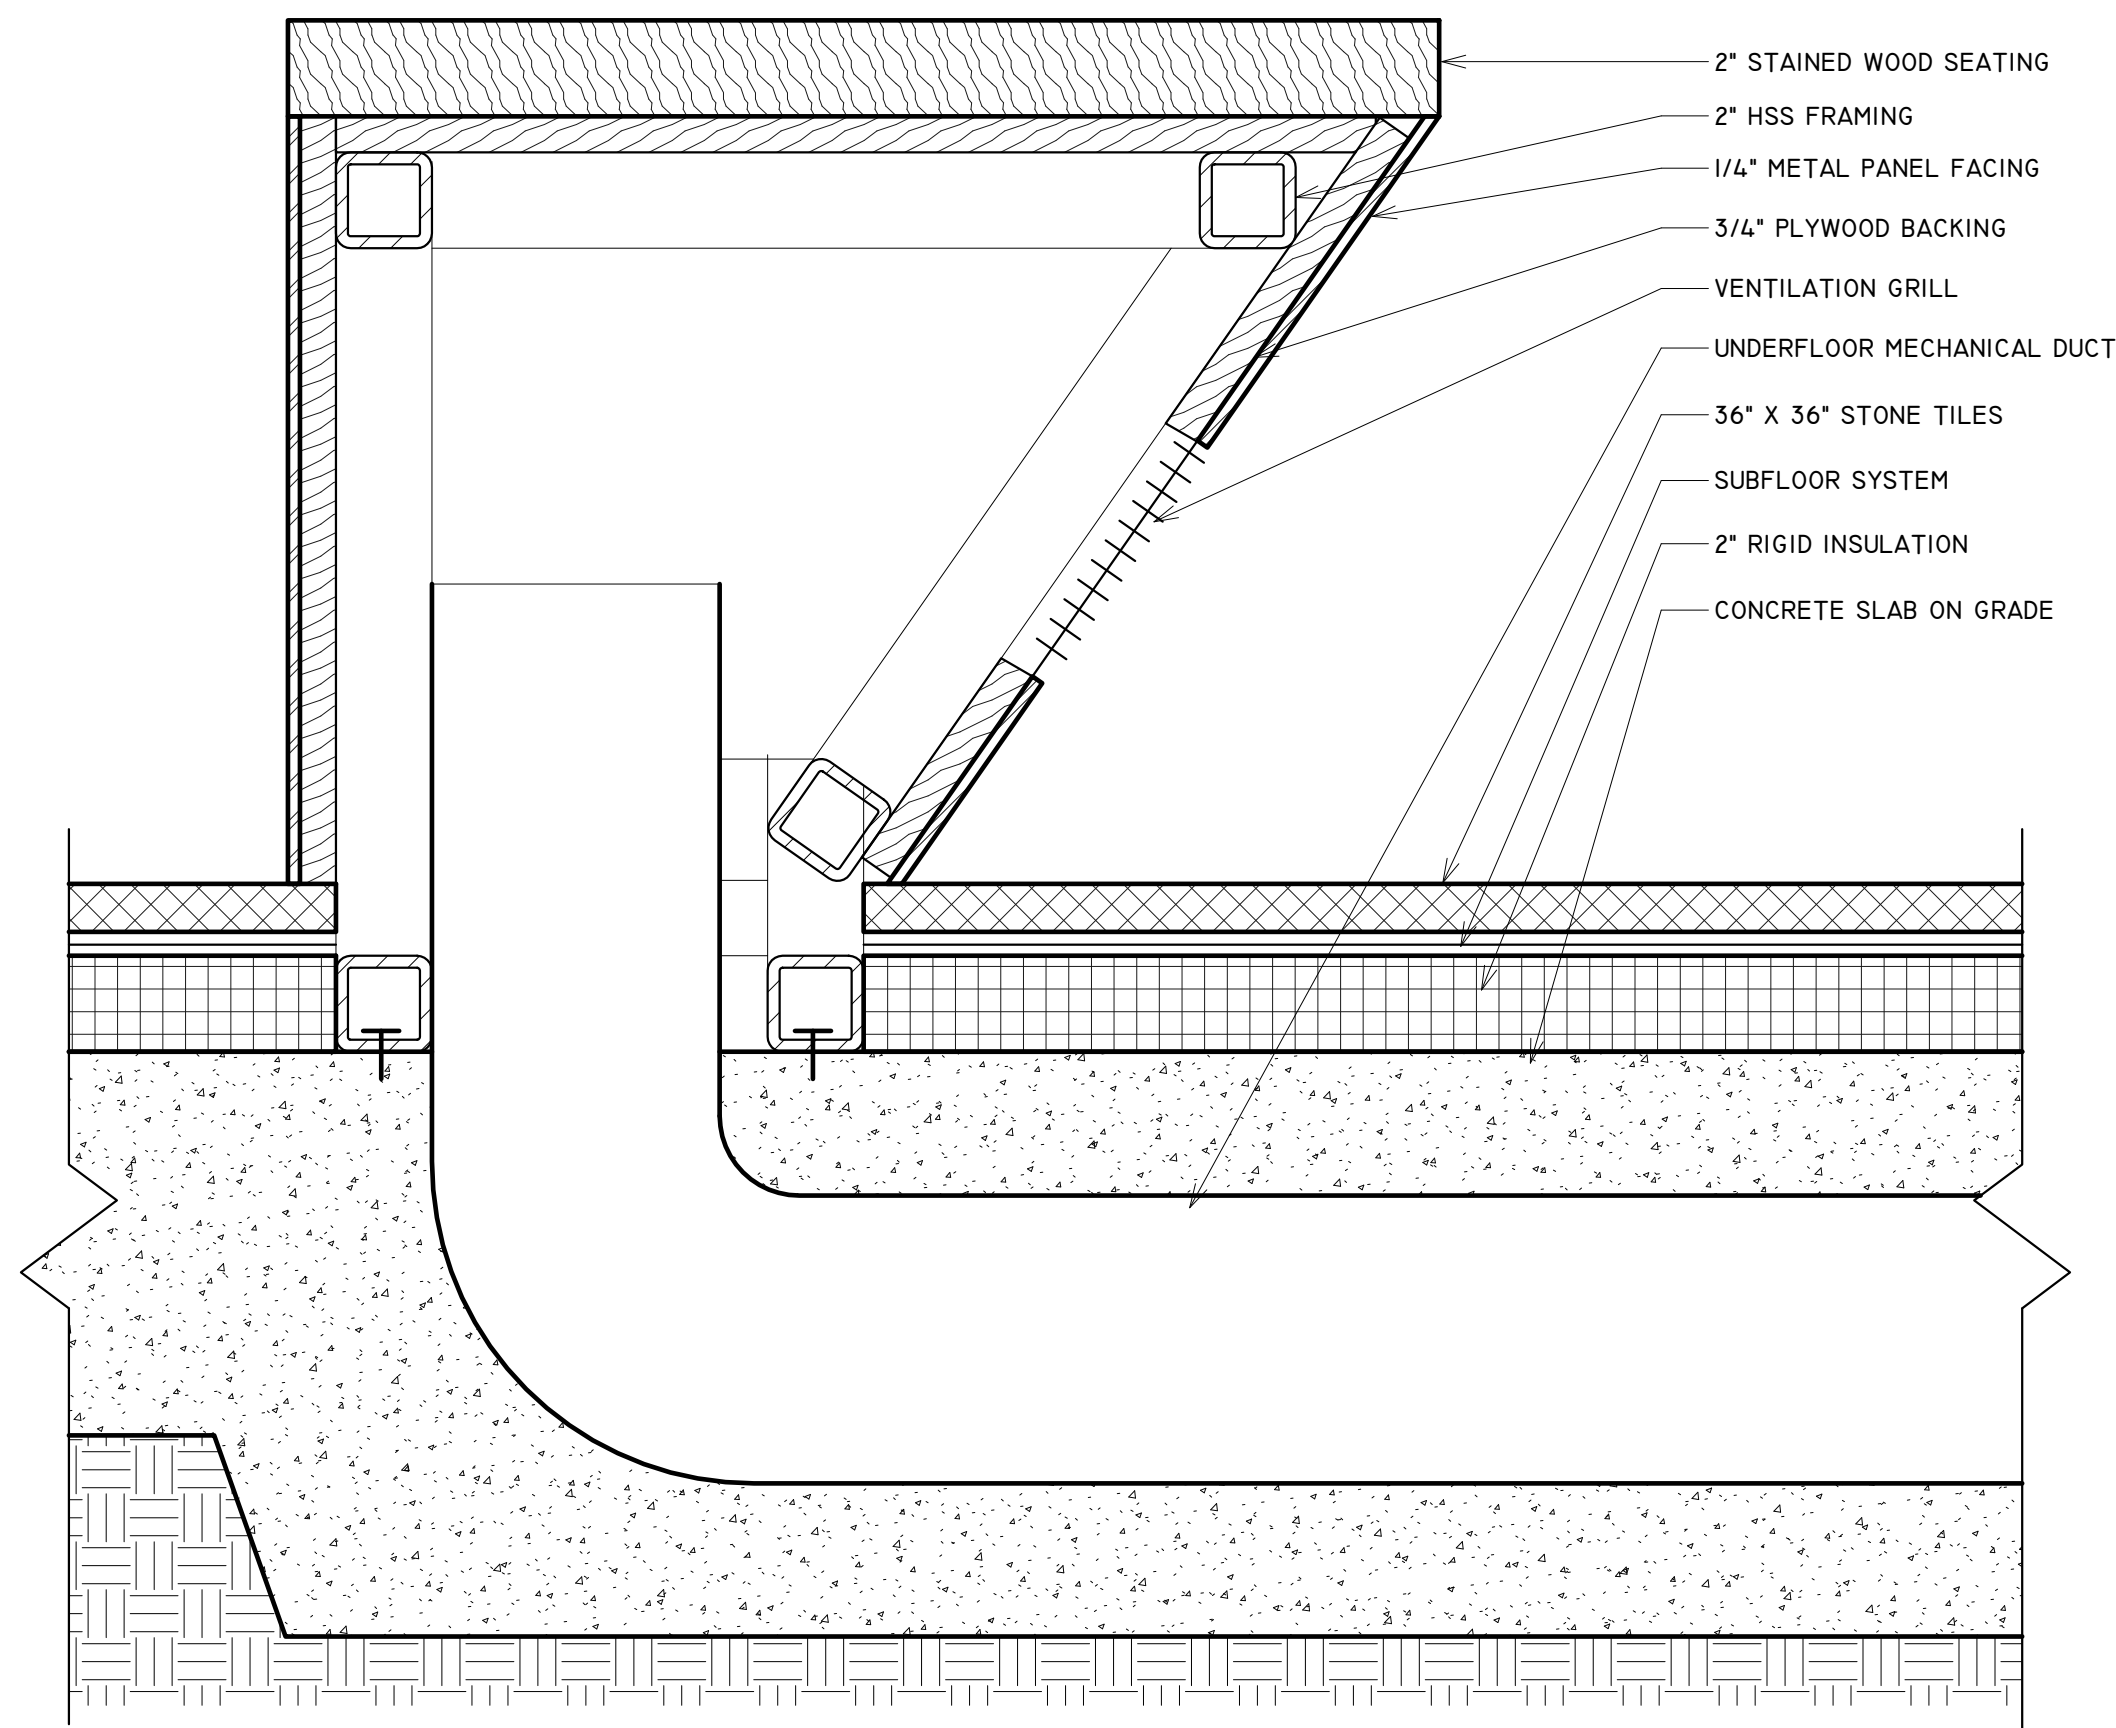 2" STAINED WOOD SEATING
2" HSS FRAMING
1/4" METAL PANEL FACING
3/4" PLYWOOD BACKING
VENTILATION GRILL
UNDERFLOOR MECHANICAL DUCT
36" X 36" STONE TILES
SUBFLOOR SYSTEM
2" RIGID INSULATION
CONCRETE SLAB ON GRADE